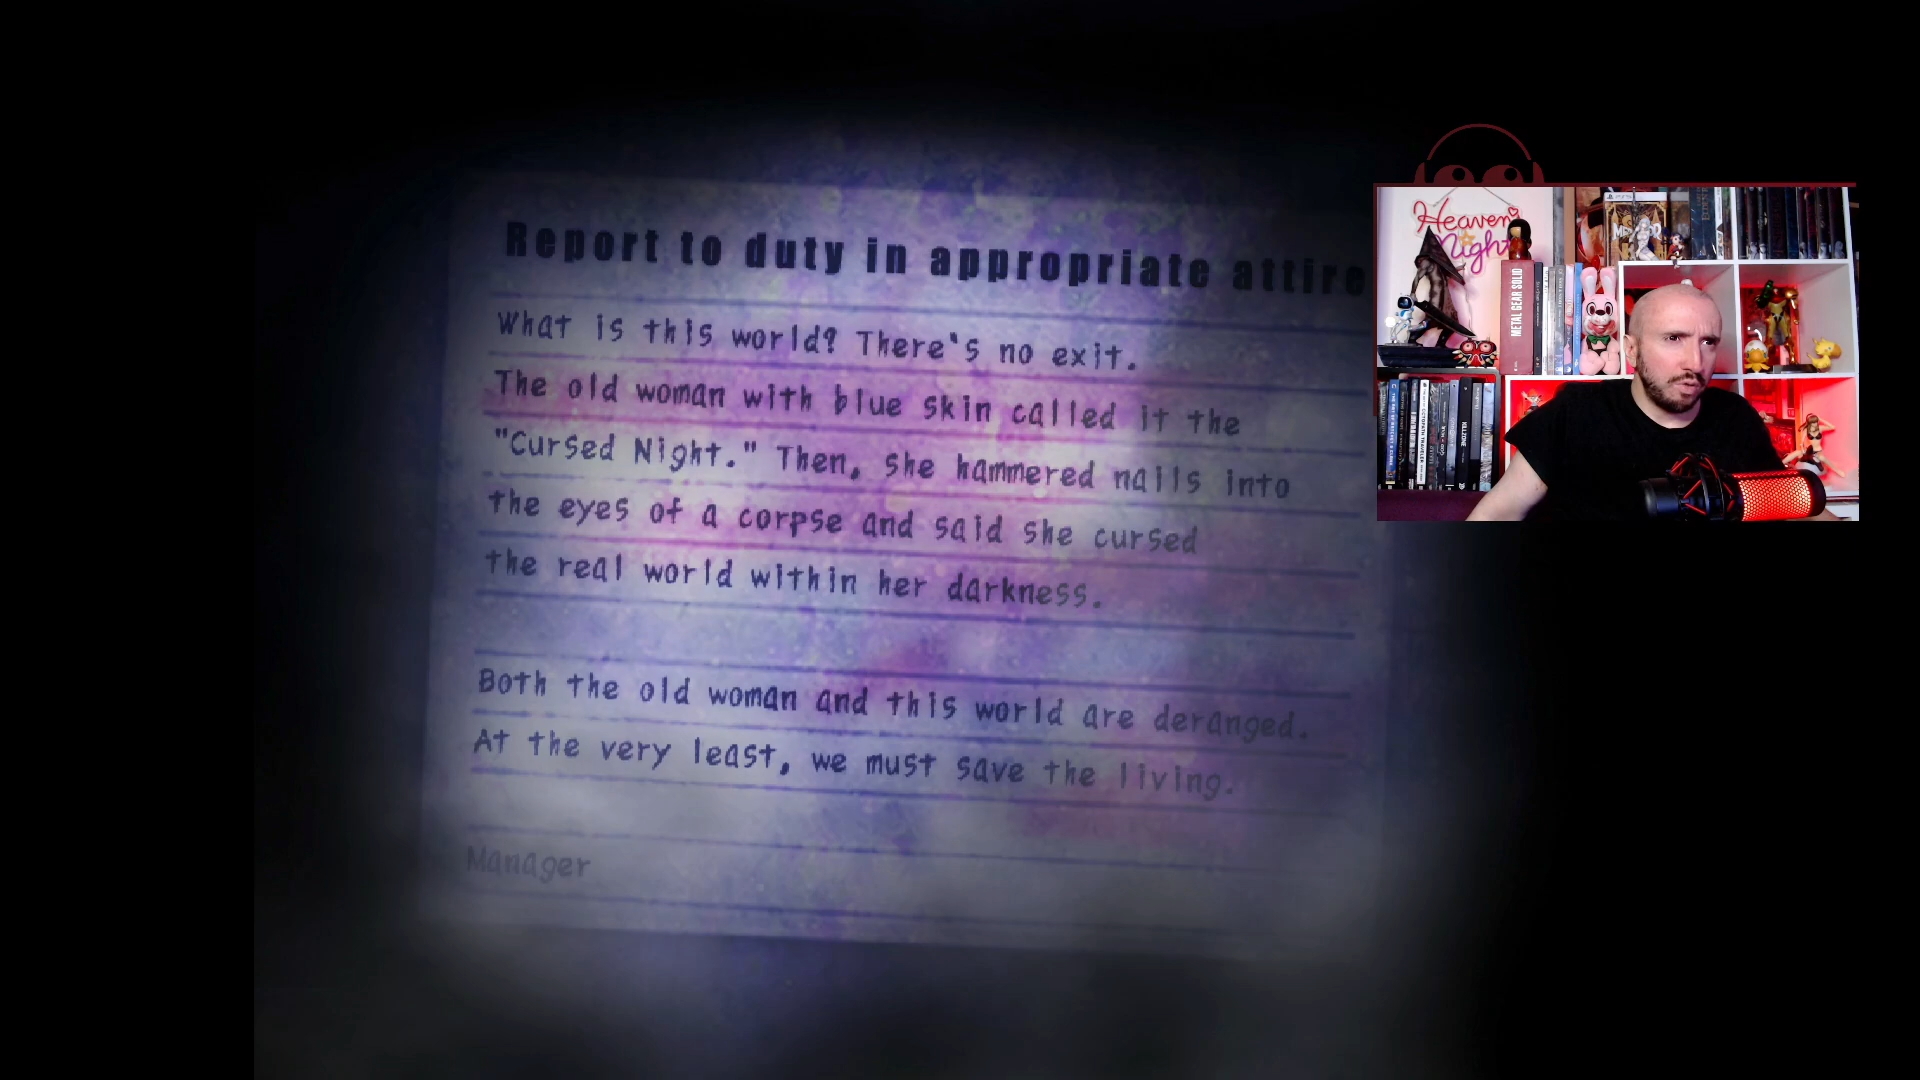 Report to duty in appropriate attire
What is this world? There's no exit.
The old woman with blue skin called it the
"Cursed Night." Then, she hammered nails into
the eyes of a corpse and said she cursed
the real world within her darkness.
Both the old woman and this world are deranged.
At the very least, we must save the living.
Manager
Heaven's
Night
METAL GEAR SOLID
OCTOPATH TRAVELER
KILLZONE